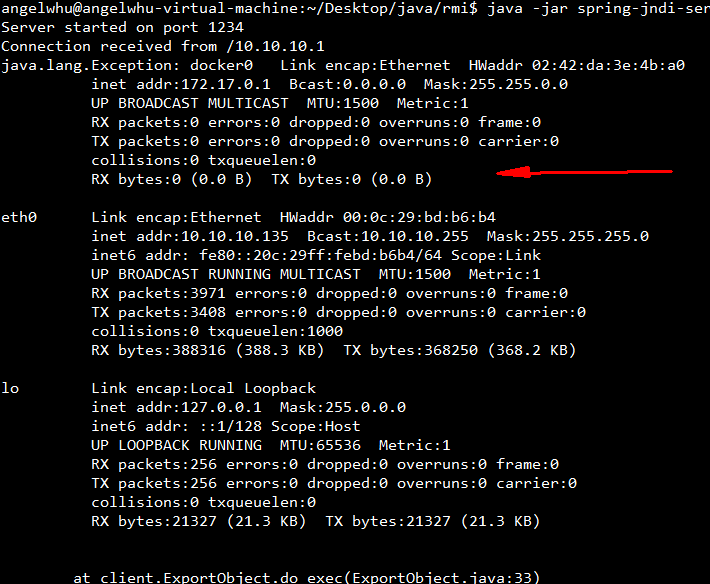 angelwhu@angelwhu-virtual-machine:~/Desktop/java/rmi$ java -jar spring-jndi-ser
Server started on port 1234
Connection received from /10.10.10.1
java.lang.Exception: docker0   Link encap:Ethernet  HWaddr 02:42:da:3e:4b:a0
          inet addr:172.17.0.1  Bcast:0.0.0.0  Mask:255.255.0.0
          UP BROADCAST MULTICAST  MTU:1500  Metric:1
          RX packets:0 errors:0 dropped:0 overruns:0 frame:0
          TX packets:0 errors:0 dropped:0 overruns:0 carrier:0
          collisions:0 txqueuelen:0
          RX bytes:0 (0.0 B)  TX bytes:0 (0.0 B)
eth0      Link encap:Ethernet  HWaddr 00:0c:29:bd:b6:b4
          inet addr:10.10.10.135  Bcast:10.10.10.255  Mask:255.255.255.0
          inet6 addr: fe80::20c:29ff:febd:b6b4/64 Scope:Link
          UP BROADCAST RUNNING MULTICAST  MTU:1500  Metric:1
          RX packets:3971 errors:0 dropped:0 overruns:0 frame:0
          TX packets:3408 errors:0 dropped:0 overruns:0 carrier:0
          collisions:0 txqueuelen:1000
          RX bytes:388316 (388.3 KB)  TX bytes:368250 (368.2 KB)
lo        Link encap:Local Loopback
          inet addr:127.0.0.1  Mask:255.0.0.0
          inet6 addr: ::1/128 Scope:Host
          UP LOOPBACK RUNNING  MTU:65536  Metric:1
          RX packets:256 errors:0 dropped:0 overruns:0 frame:0
          TX packets:256 errors:0 dropped:0 overruns:0 carrier:0
          collisions:0 txqueuelen:0
          RX bytes:21327 (21.3 KB)  TX bytes:21327 (21.3 KB)
        at client.ExportObject.do_exec(ExportObject.java:33)